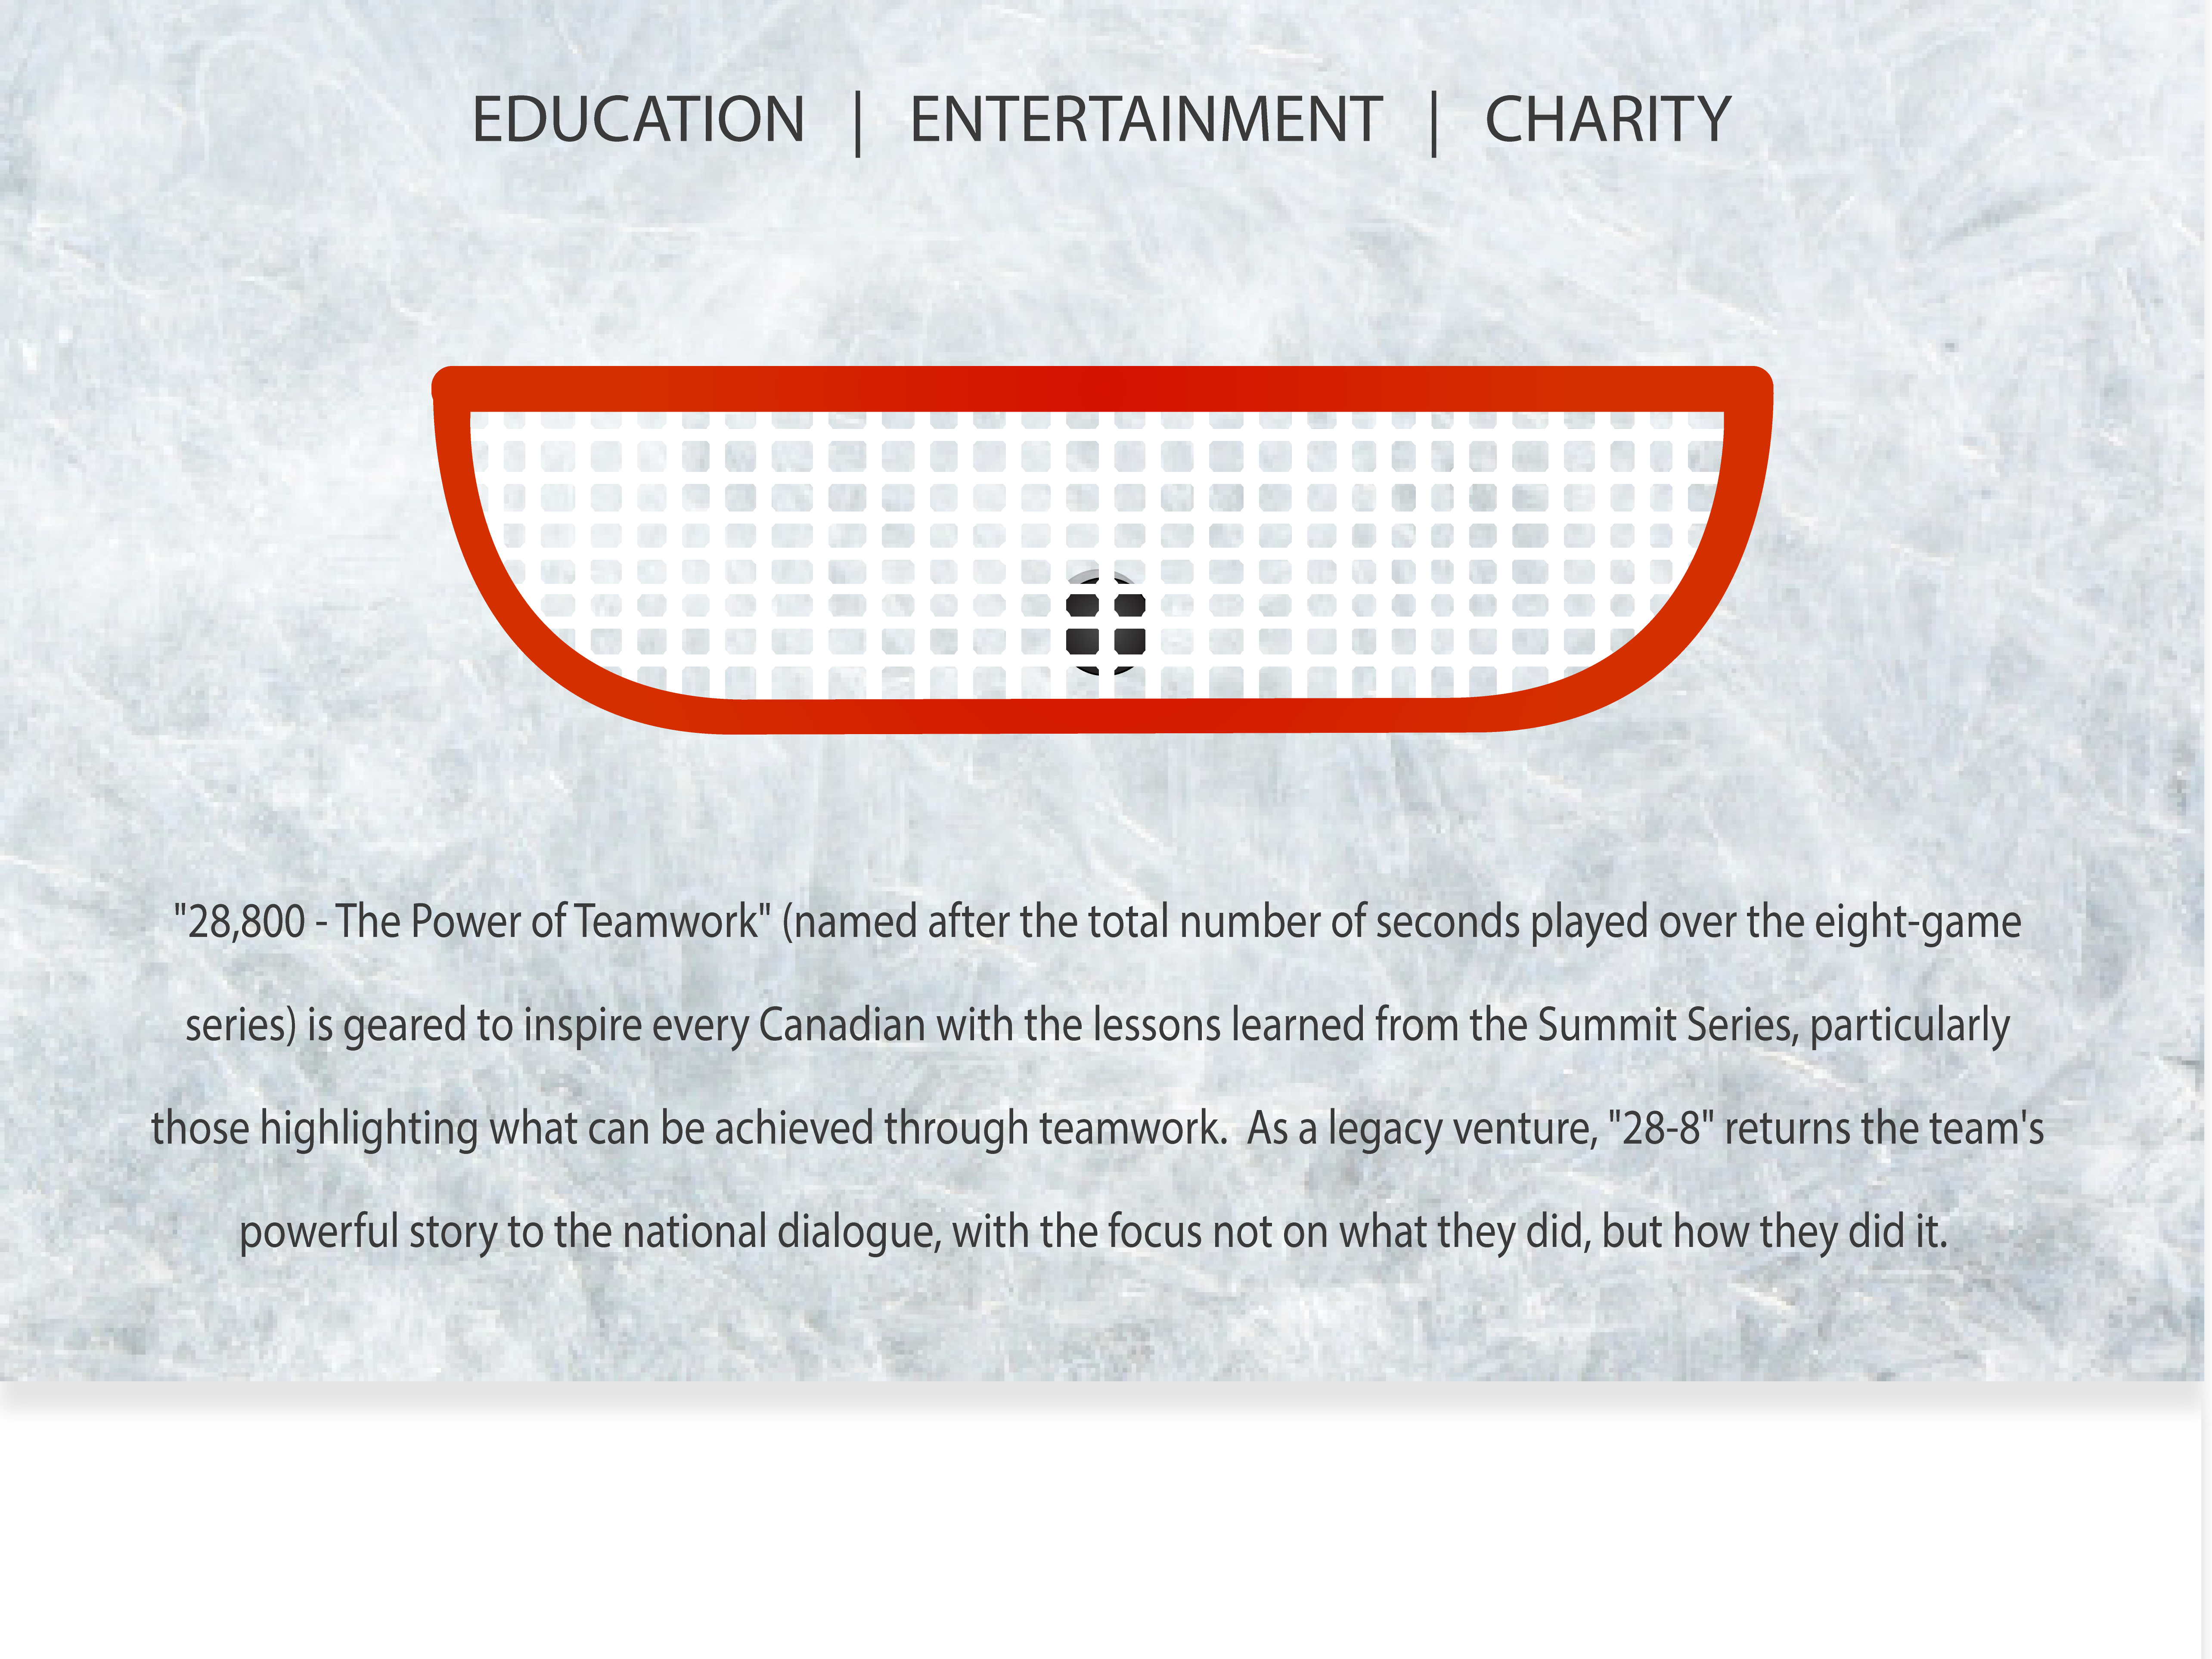 EDUCATION | ENTERTAINMENT | CHARITY
"28,800 - The Power of Teamwork" (named after the total number of seconds played over the eight-game
series) is geared to inspire every Canadian with the lessons learned from the Summit Series, particularly
those highlighting what can be achieved through teamwork.  As a legacy venture, "28-8" returns the team's
powerful story to the national dialogue, with the focus not on what they did, but how they did it.